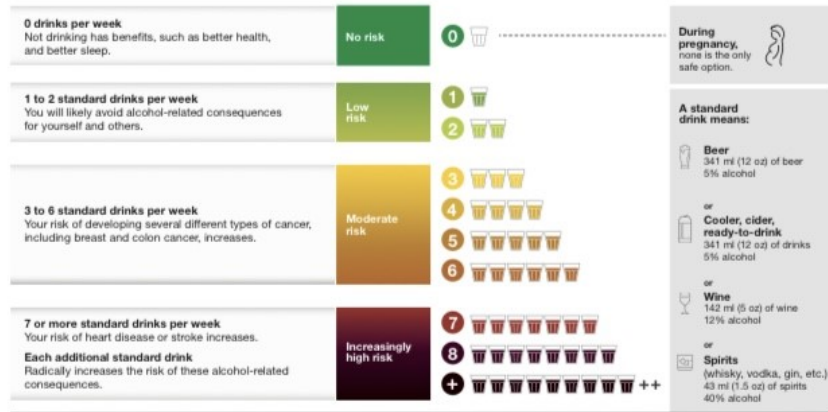 0 drinks per week
Not drinking has benefits, such as better health,
and better sleep.
No risk
0
During
pregnancy,
none is the only
safe option.
1 to 2 standard drinks per week
You will likely avoid alcohol-related consequences
for yourself and others.
Low
risk
1
2
3 to 6 standard drinks per week
Your risk of developing several different types of cancer,
including breast and colon cancer, increases.
Moderate
risk
3
4
5
6
7 or more standard drinks per week
Your risk of heart disease or stroke increases.
Each additional standard drink
Radically increases the risk of these alcohol-related
consequences.
Increasingly
high risk
7
8
+
++
A standard
drink means:
Beer
341 ml (12 oz) of beer
5% alcohol
or
Cooler, cider,
ready-to-drink
341 ml (12 oz) of drinks
5% alcohol
or
Wine
142 ml (5 oz) of wine
12% alcohol
or
Spirits
(whisky, vodka, gin, etc.)
43 ml (1.5 oz) of spirits
40% alcohol